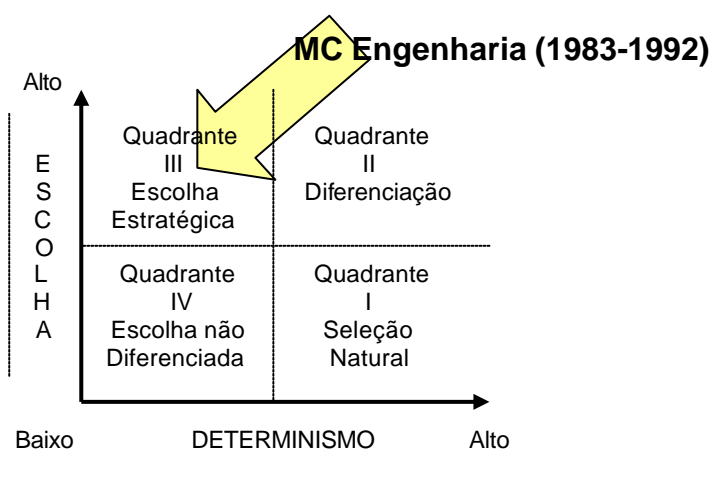 MC Engenharia (1983-1992)
Alto
E
S
C
O
L
H
A
Quadrante
III
Escolha
Estratégica
Quadrante
II
Diferenciação
Quadrante
IV
Escolha não
Diferenciada
Quadrante
I
Seleção
Natural
Baixo DETERMINISMO Alto